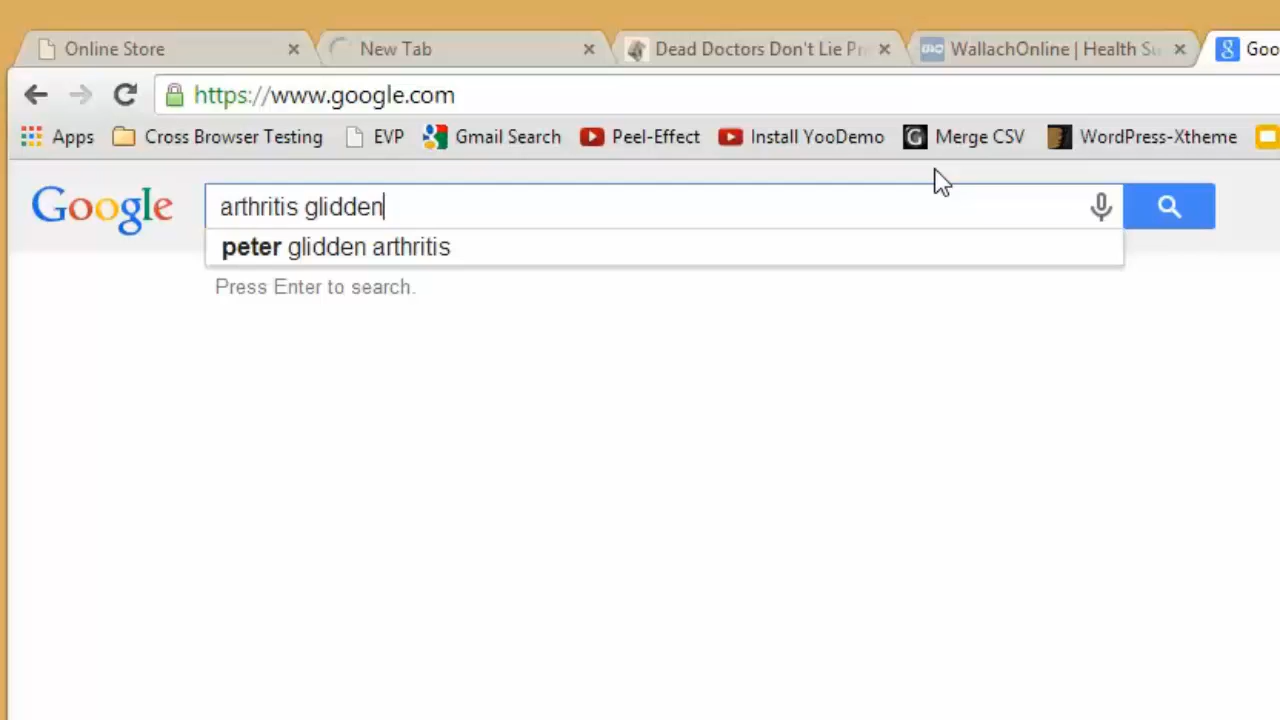 Online Store
New Tab
Dead Doctors Don't Lie Pr
WallachOnline | Health Su
Goo
https://www.google.com
Apps
Cross Browser Testing
EVP
Gmail Search
Peel-Effect
Install YooDemo
Merge CSV
WordPress-Xtheme
Google
arthritis glidden
peter glidden arthritis
Press Enter to search.